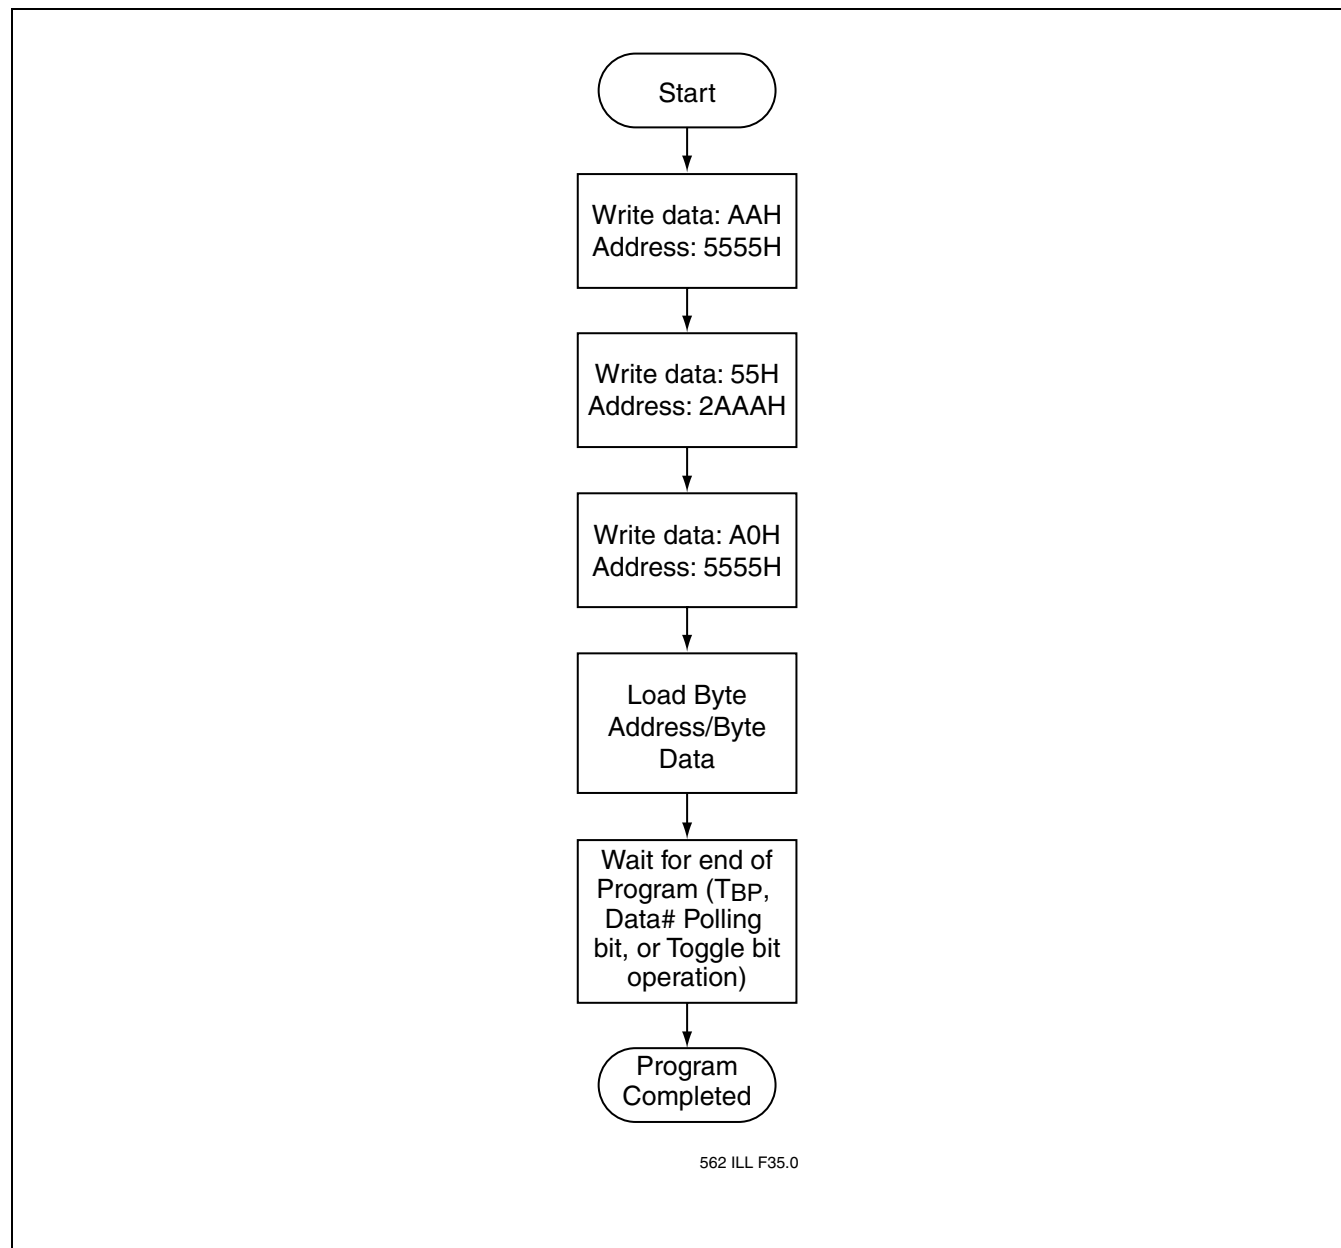 Start
Write data: AAH
Address: 5555H
Write data: 55H
Address: 2AAAH
Write data: A0H
Address: 5555H
Load Byte
Address/Byte
Data
Wait for end of
Program (TBP,
Data# Polling
bit, or Toggle bit
operation)
Program
Completed
562 ILL F35.0